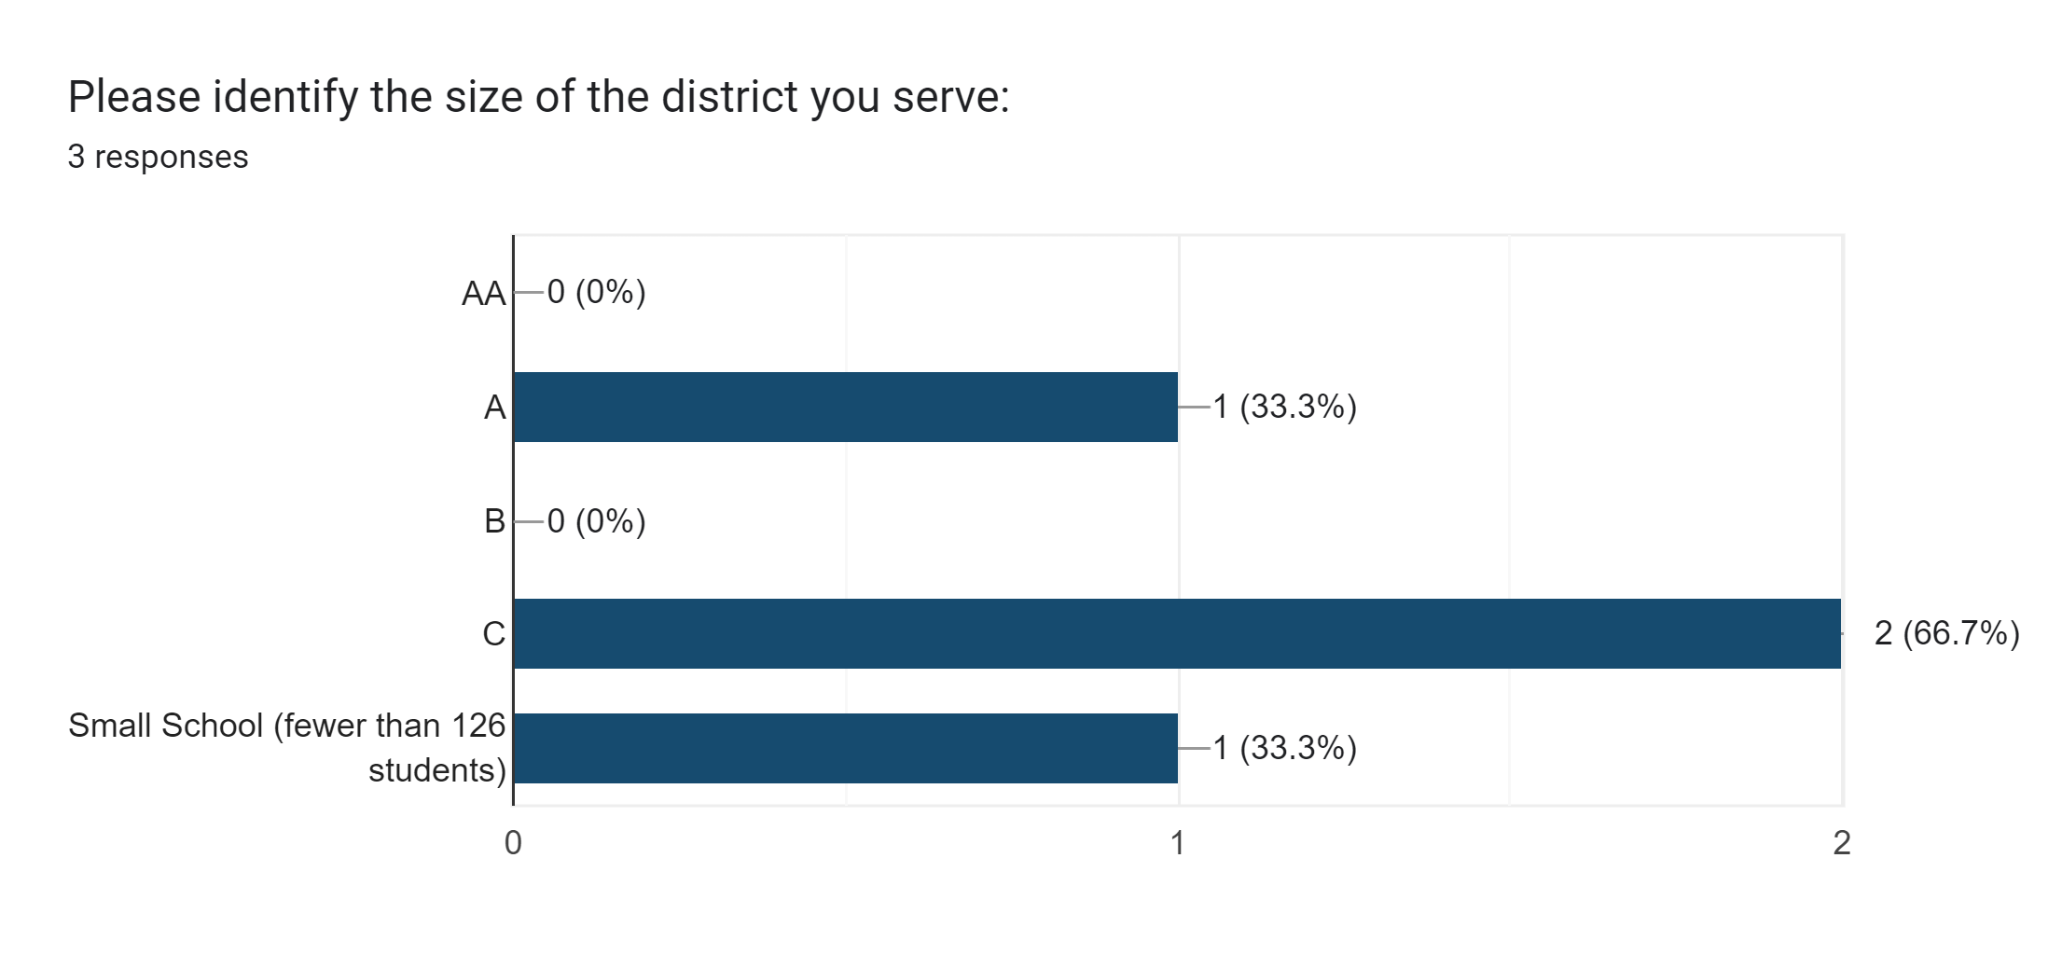 Please identify the size of the district you serve:
3 responses
AA
0 (0%)
A
1 (33.3%)
B
0 (0%)
C
2 (66.7%)
Small School (fewer than 126
students)
1 (33.3%)
0
1
2